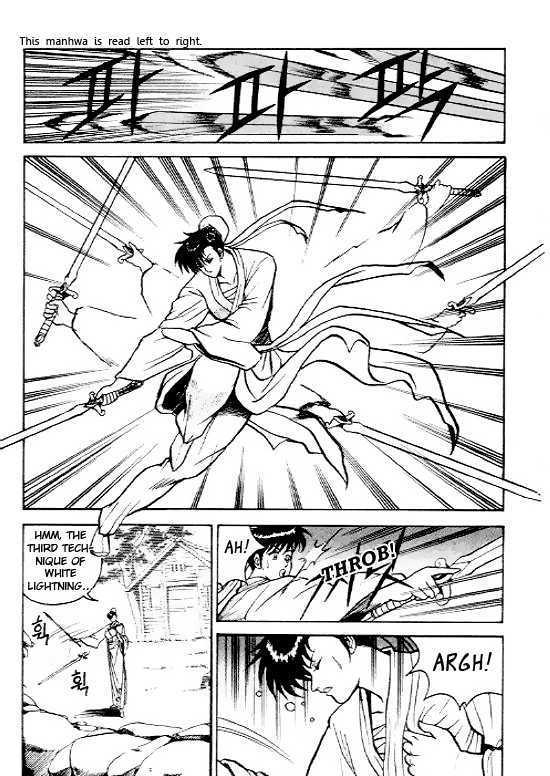 This manhwa is read left to right.
파 파 팍
HMM, THE
THIRD TECH-
NIQUE OF
WHITE
LIGHTNING..
휙
휙
AH!
THROB!
ARGH!